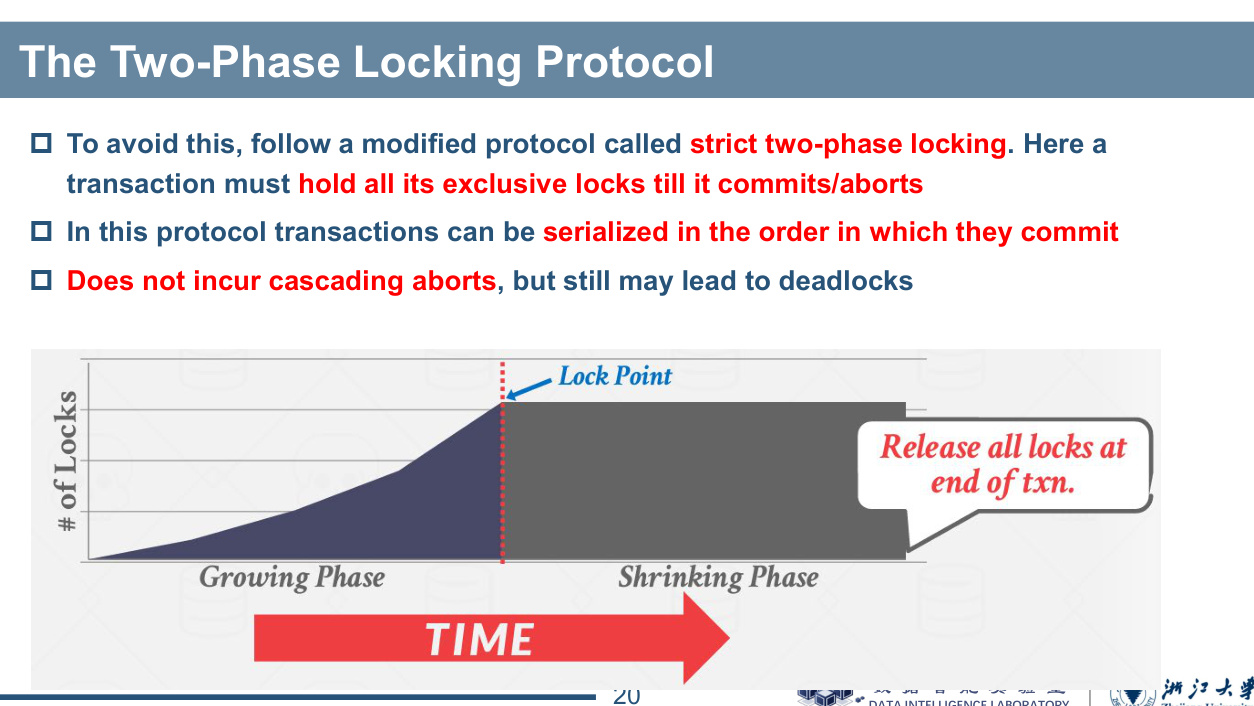 The Two-Phase Locking Protocol
To avoid this, follow a modified protocol called strict two-phase locking. Here a
transaction must hold all its exclusive locks till it commits/aborts
In this protocol transactions can be serialized in the order in which they commit
Does not incur cascading aborts, but still may lead to deadlocks
Lock Point
# of Locks
Release all locks at
end of txn.
Growing Phase
Shrinking Phase
TIME
20
DATA INTELLIGENCE LABORATORY
浙江大学